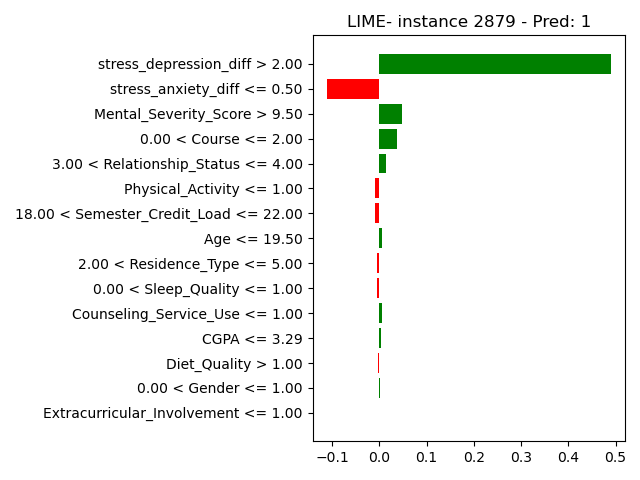 LIME- instance 2879 - Pred: 1
stress_depression_diff > 2.00
stress_anxiety_diff <= 0.50
Mental_Severity_Score > 9.50
0.00 < Course <= 2.00
3.00 < Relationship_Status <= 4.00
Physical_Activity <= 1.00
18.00 < Semester_Credit_Load <= 22.00
Age <= 19.50
2.00 < Residence_Type <= 5.00
0.00 < Sleep_Quality <= 1.00
Counseling_Service_Use <= 1.00
CGPA <= 3.29
Diet_Quality > 1.00
0.00 < Gender <= 1.00
Extracurricular_Involvement <= 1.00
−0.1 0.0 0.1 0.2 0.3 0.4 0.5